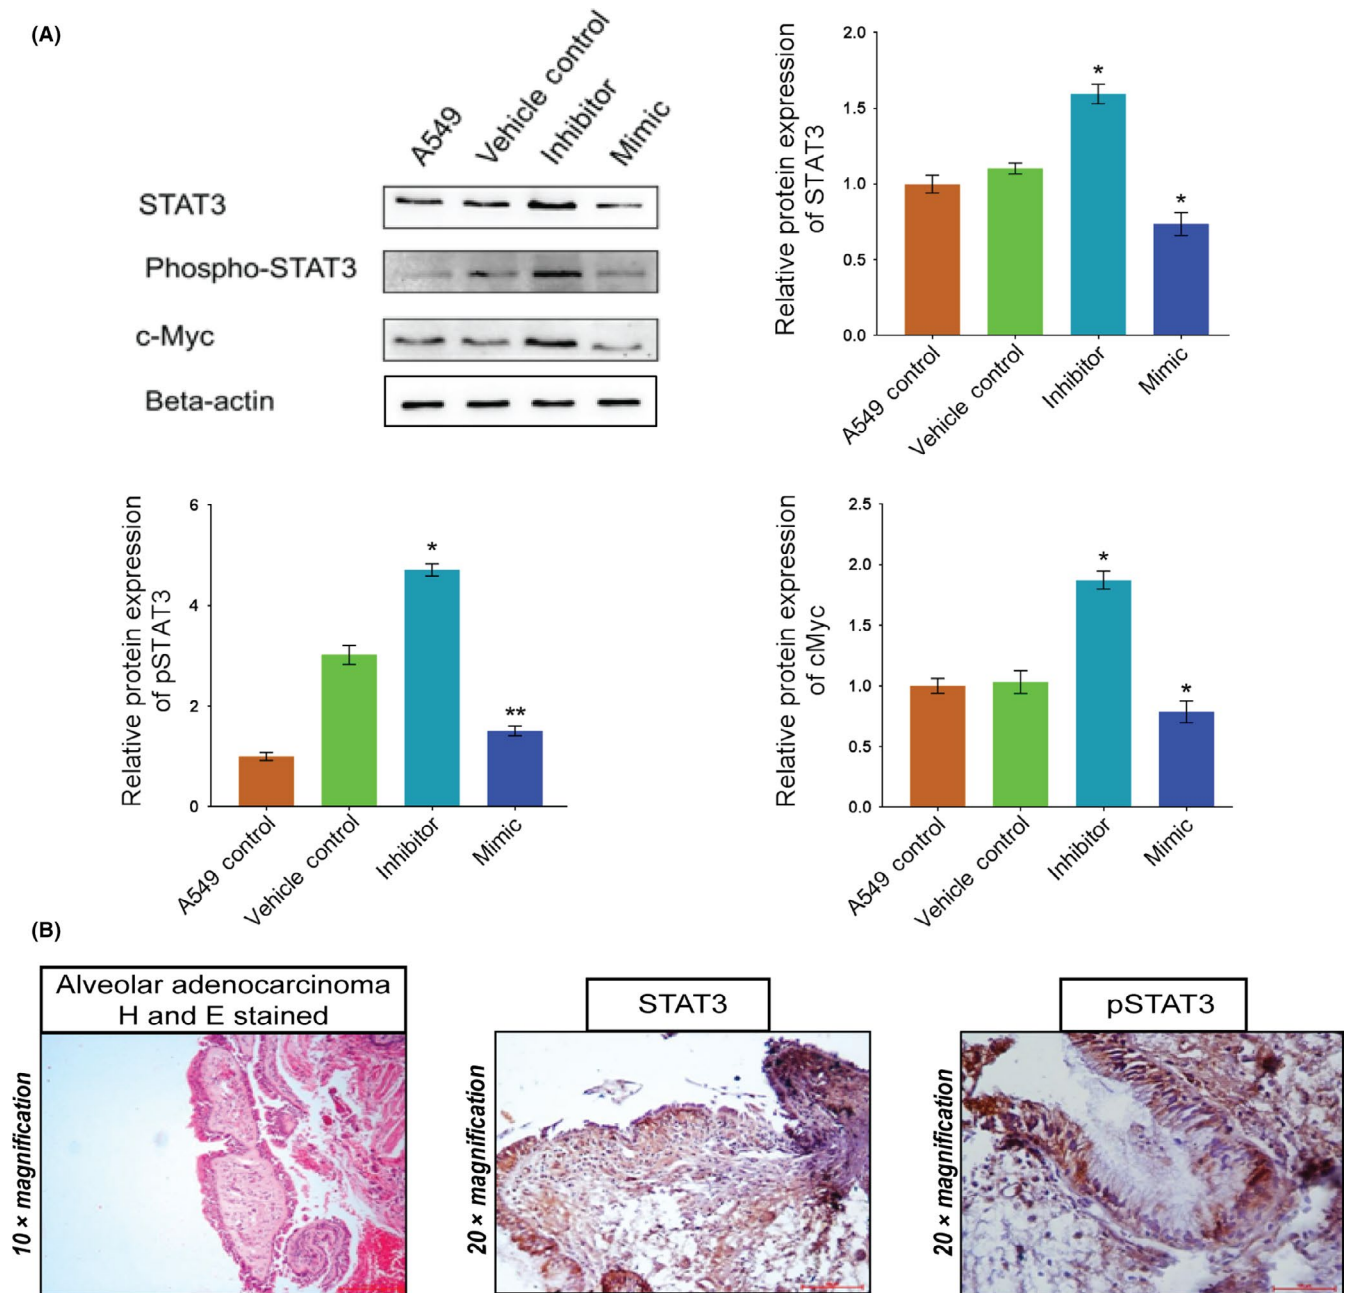 (A)
A549
Vehicle control
Inhibitor
Mimic
STAT3
Phospho-STAT3
c-Myc
Beta-actin
Relative protein expression
of STAT3
2.0
1.5
1.0
0.5
0.0
*
*
A549 control
Vehicle control
Inhibitor
Mimic
Relative protein expression
of pSTAT3
6
4
2
0
*
**
A549 control
Vehicle control
Inhibitor
Mimic
Relative protein expression
of cMyc
2.5
2.0
1.5
1.0
0.5
0.0
*
*
A549 control
Vehicle control
Inhibitor
Mimic
(B)
Alveolar adenocarcinoma
H and E stained
10 × magnification
STAT3
20 × magnification
pSTAT3
20 × magnification